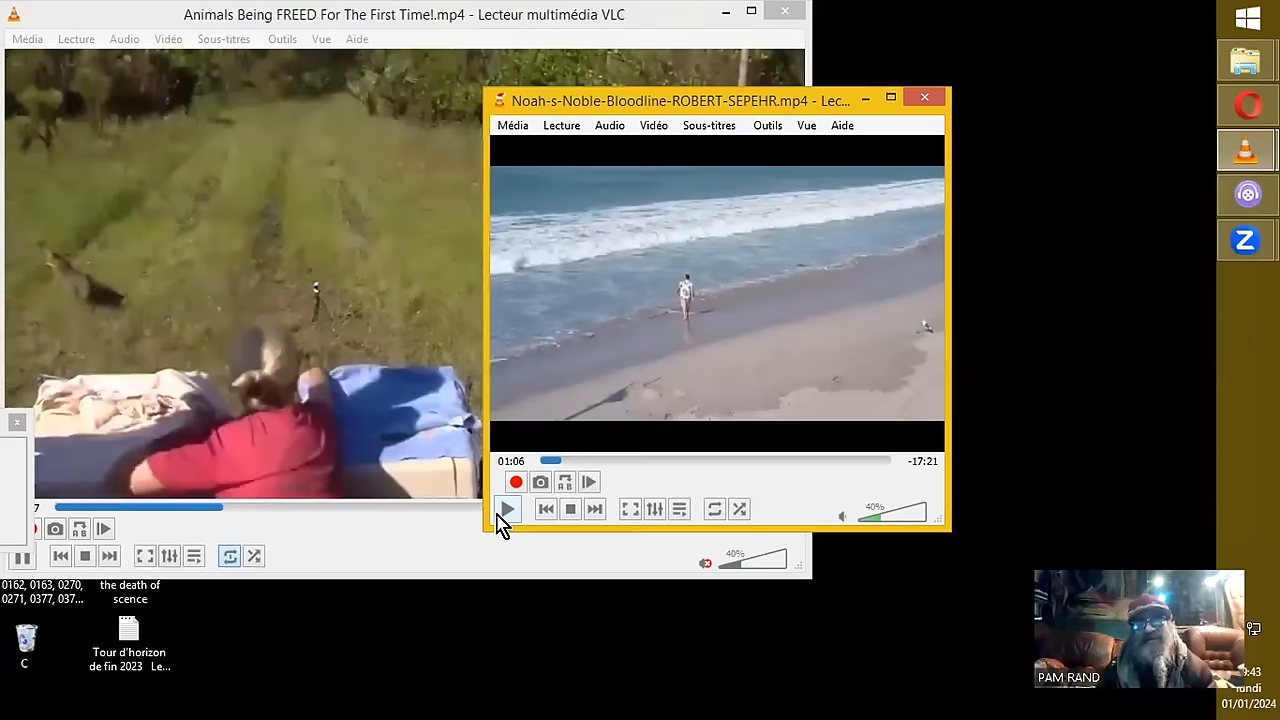 Animals Being FREED For The First Time!.mp4 - Lecteur multimédia VLC
Média Lecture Audio Vidéo Sous-titres Outils Vue Aide
Noah-s-Noble-Bloodline-ROBERT-SEPEHR.mp4 - Lec...
Média Lecture Audio Vidéo Sous-titres Outils Vue Aide
01:06
-17:21
A B
40%
7
A B
40%
0162, 0163, 0270,
0271, 0377, 037...
the death of
scence
C
Tour d'horizon
de fin 2023 Le...
Z
PAM RAND
:43
lundi
01/01/2024